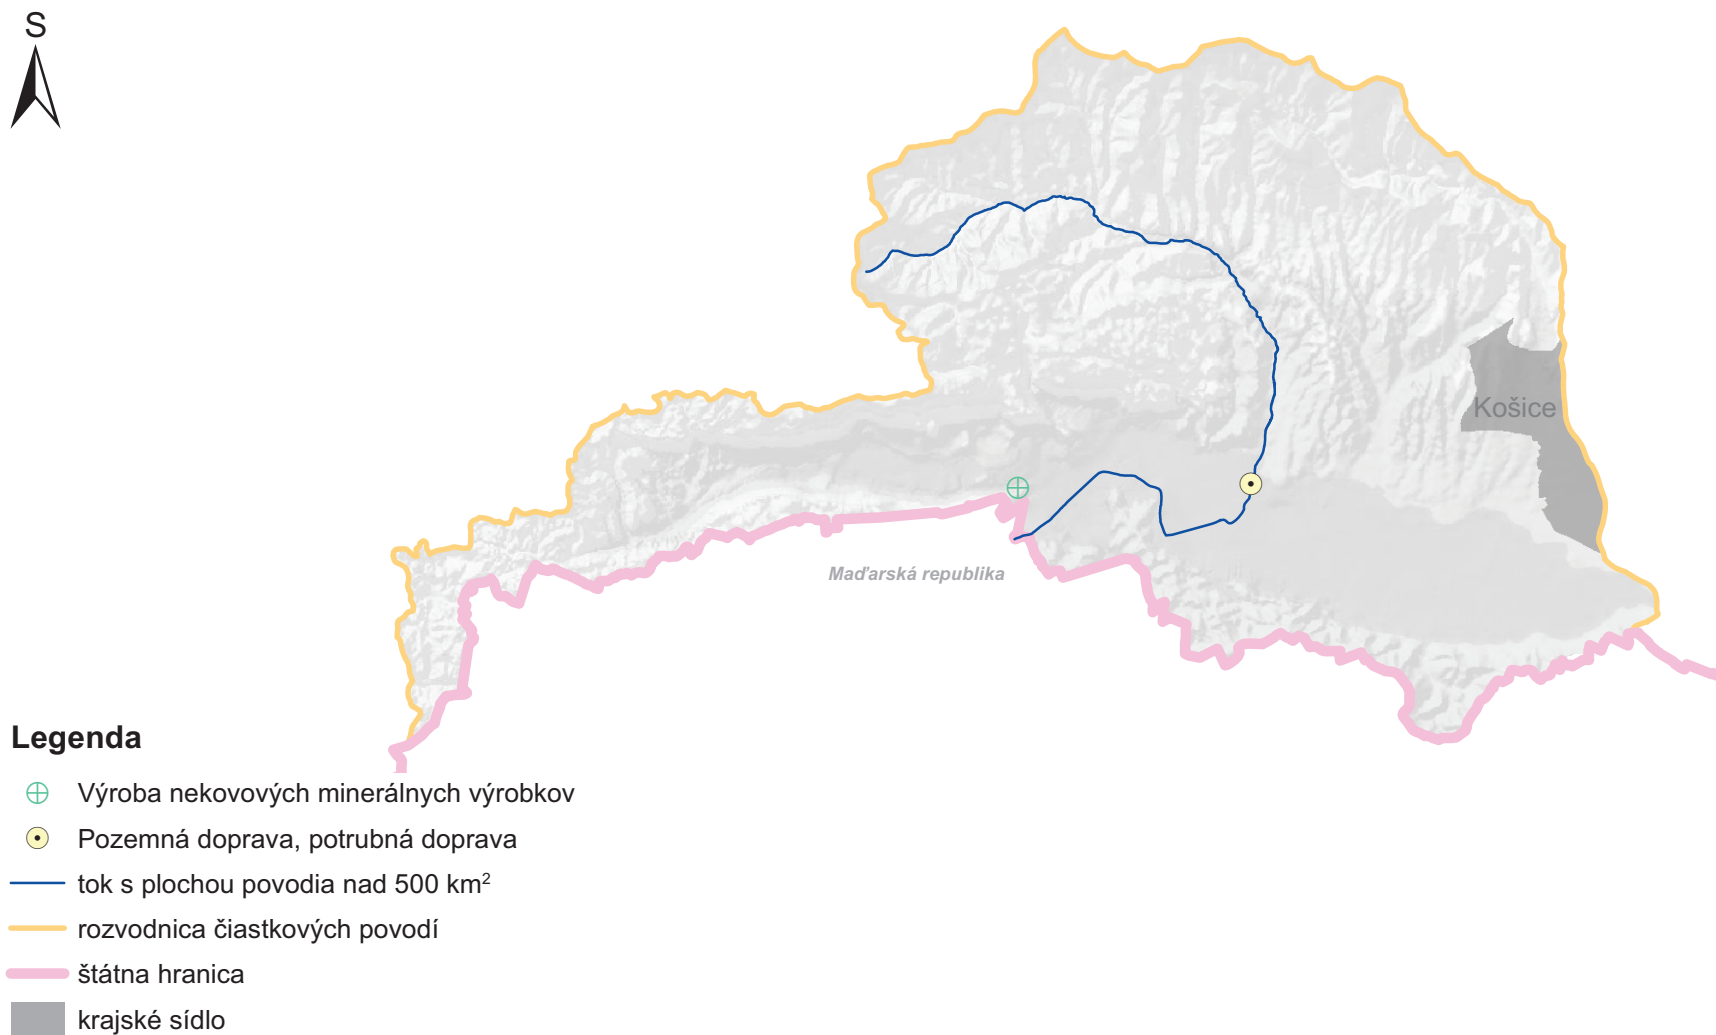 S
Košice
Maďarská republika
Legenda
Výroba nekovových minerálnych výrobkov
Pozemná doprava, potrubná doprava
tok s plochou povodia nad 500 km²
rozvodnica čiastkových povodí
štátna hranica
krajské sídlo